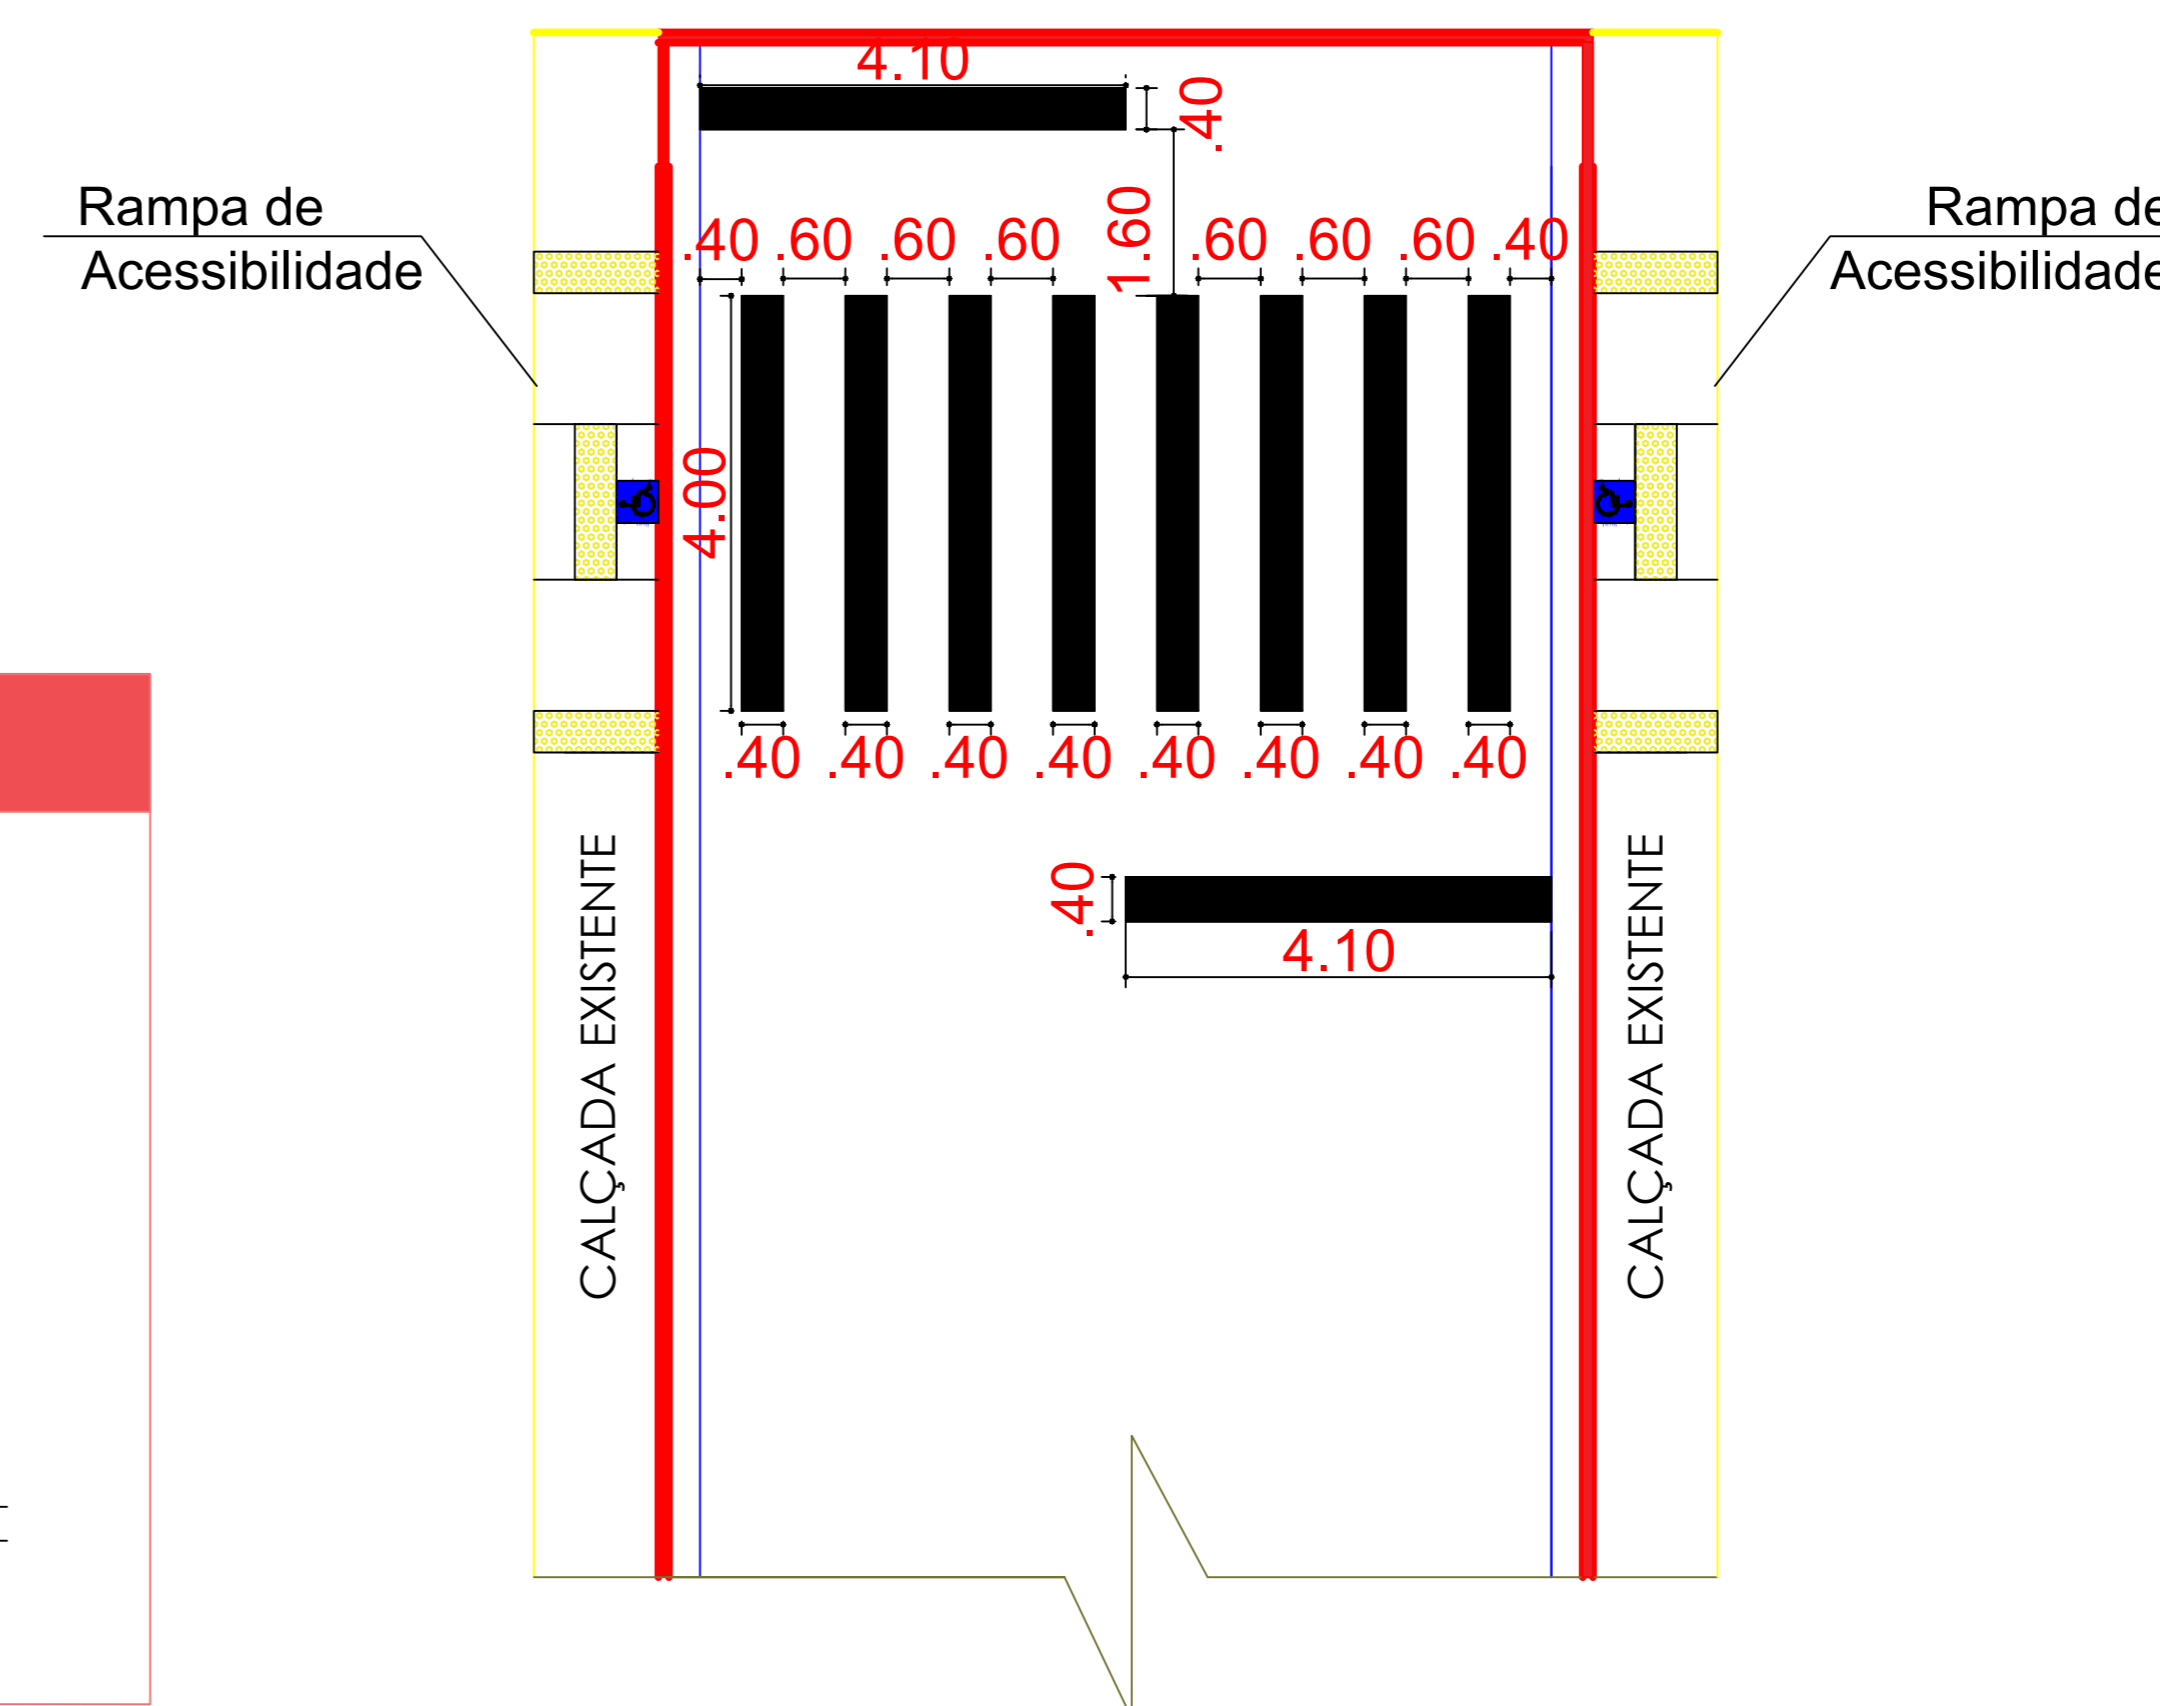 4.10
.40
Rampa de
Acessibilidade
Rampa de
Acessibilidade
1.60
.40 .60 .60 .60 .60 .60 .60 .40
4.00
.40 .40 .40 .40 .40 .40 .40 .40
.40
4.10
CALÇADA EXISTENTE
CALÇADA EXISTENTE